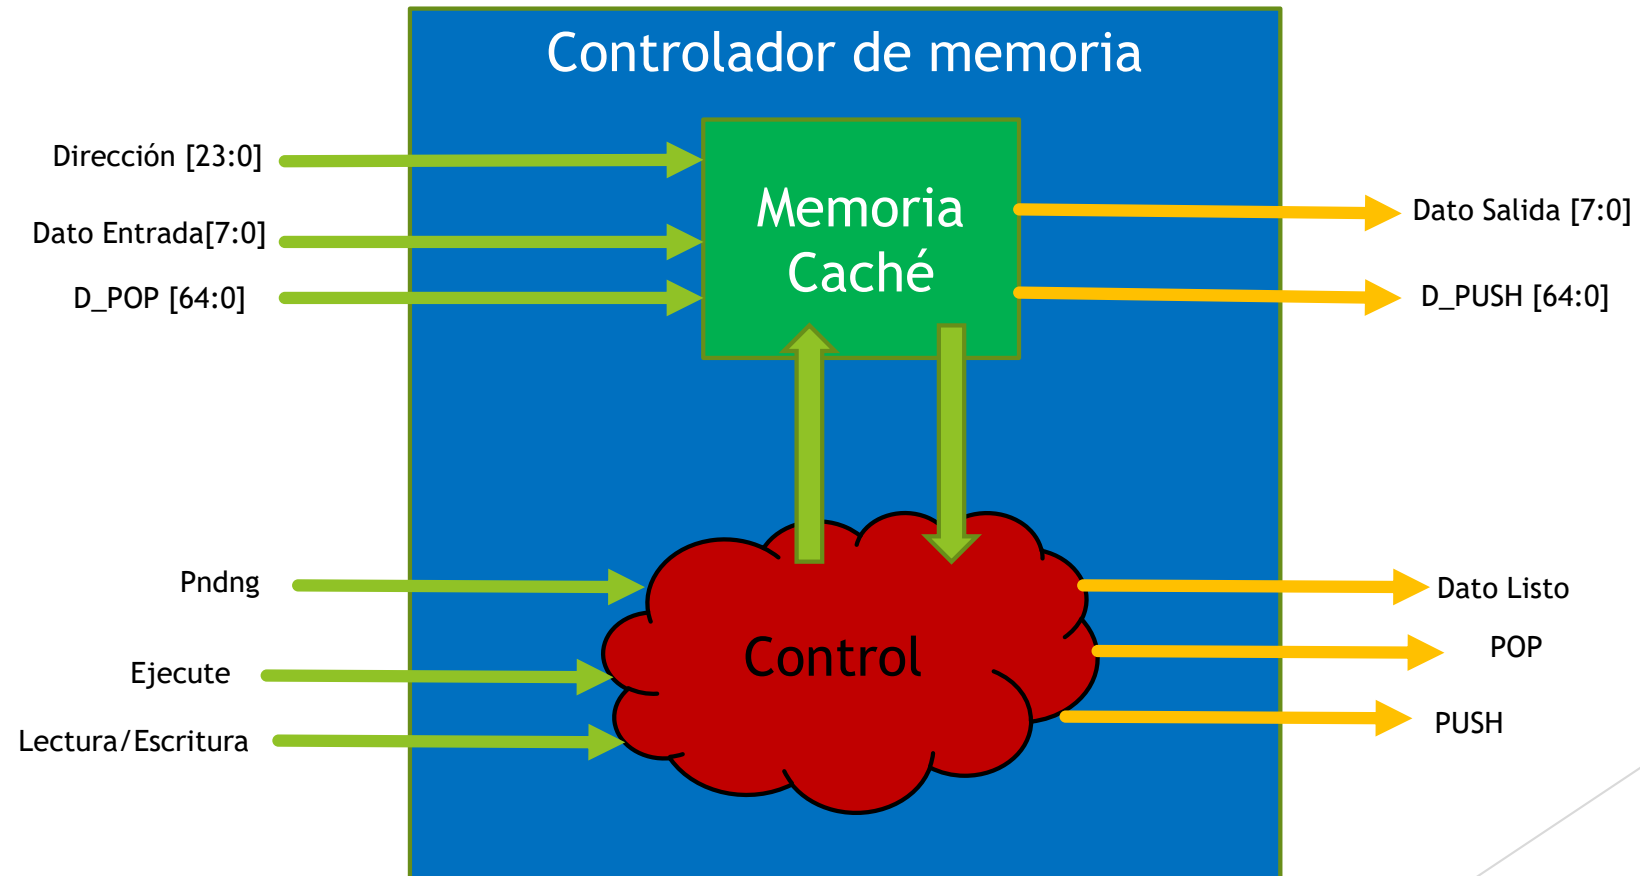 Controlador de memoria
Dirección [23:0]
Dato Entrada[7:0]
D_POP [64:0]
Memoria
Caché
Dato Salida [7:0]
D_PUSH [64:0]
Pndng
Ejecute
Lectura/Escritura
Control
Dato Listo
POP
PUSH